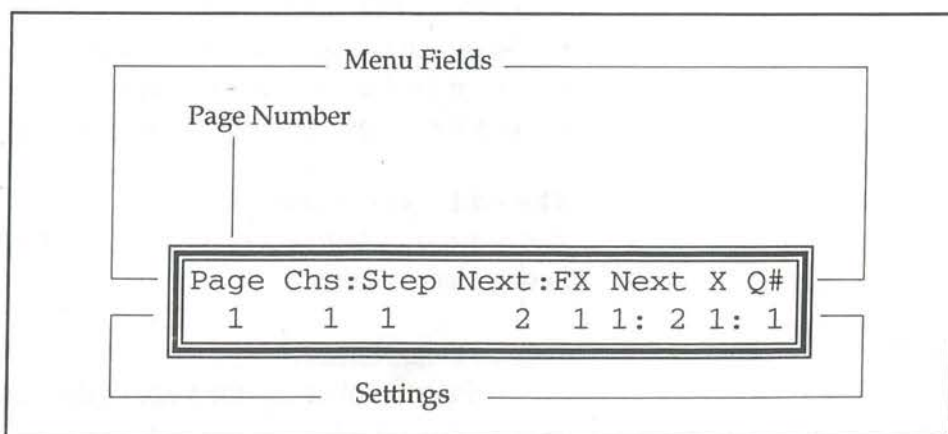 Menu Fields
Page Number
Page Chs:Step Next:FX Next X Q#
1 1 1 2 1 1: 2 1: 1
Settings